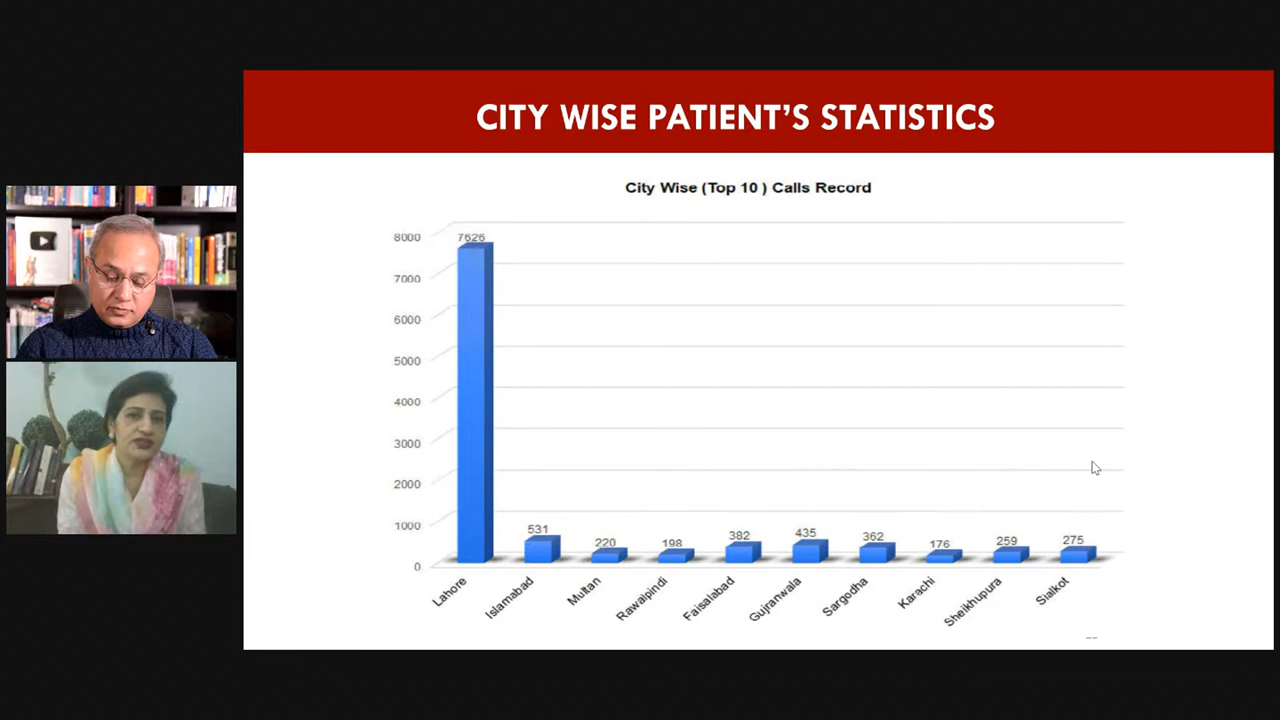 CITY WISE PATIENT'S STATISTICS
City Wise (Top 10 ) Calls Record
8000
7000
6000
5000
4000
3000
2000
1000
0
7626
531
220
198
382
435
362
176
259
275
Lahore
Islamabad
Multan
Rawalpindi
Faisalabad
Gujranwala
Sargodha
Karachi
Sheikhupura
Sialkot